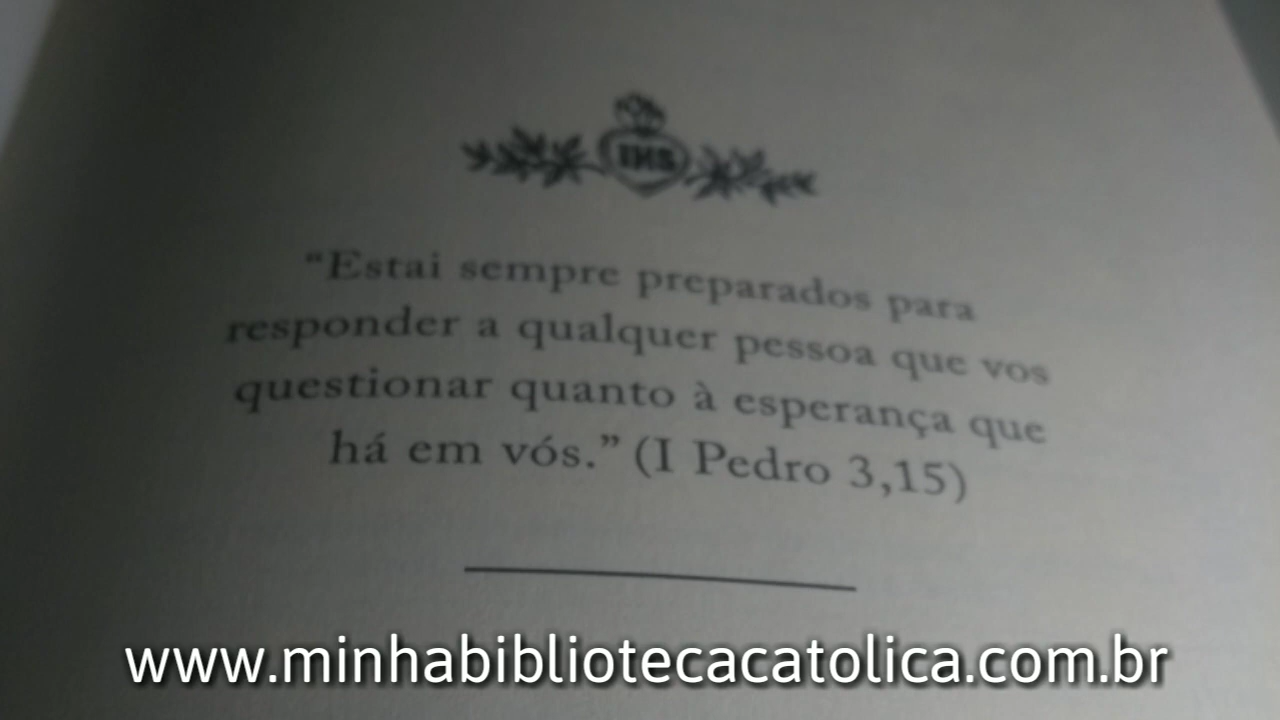 IHS
“Estai sempre preparados para
responder a qualquer pessoa que vos
questionar quanto à esperança que
há em vós.” (I Pedro 3,15)
www.minhabibliotecacatolica.com.br